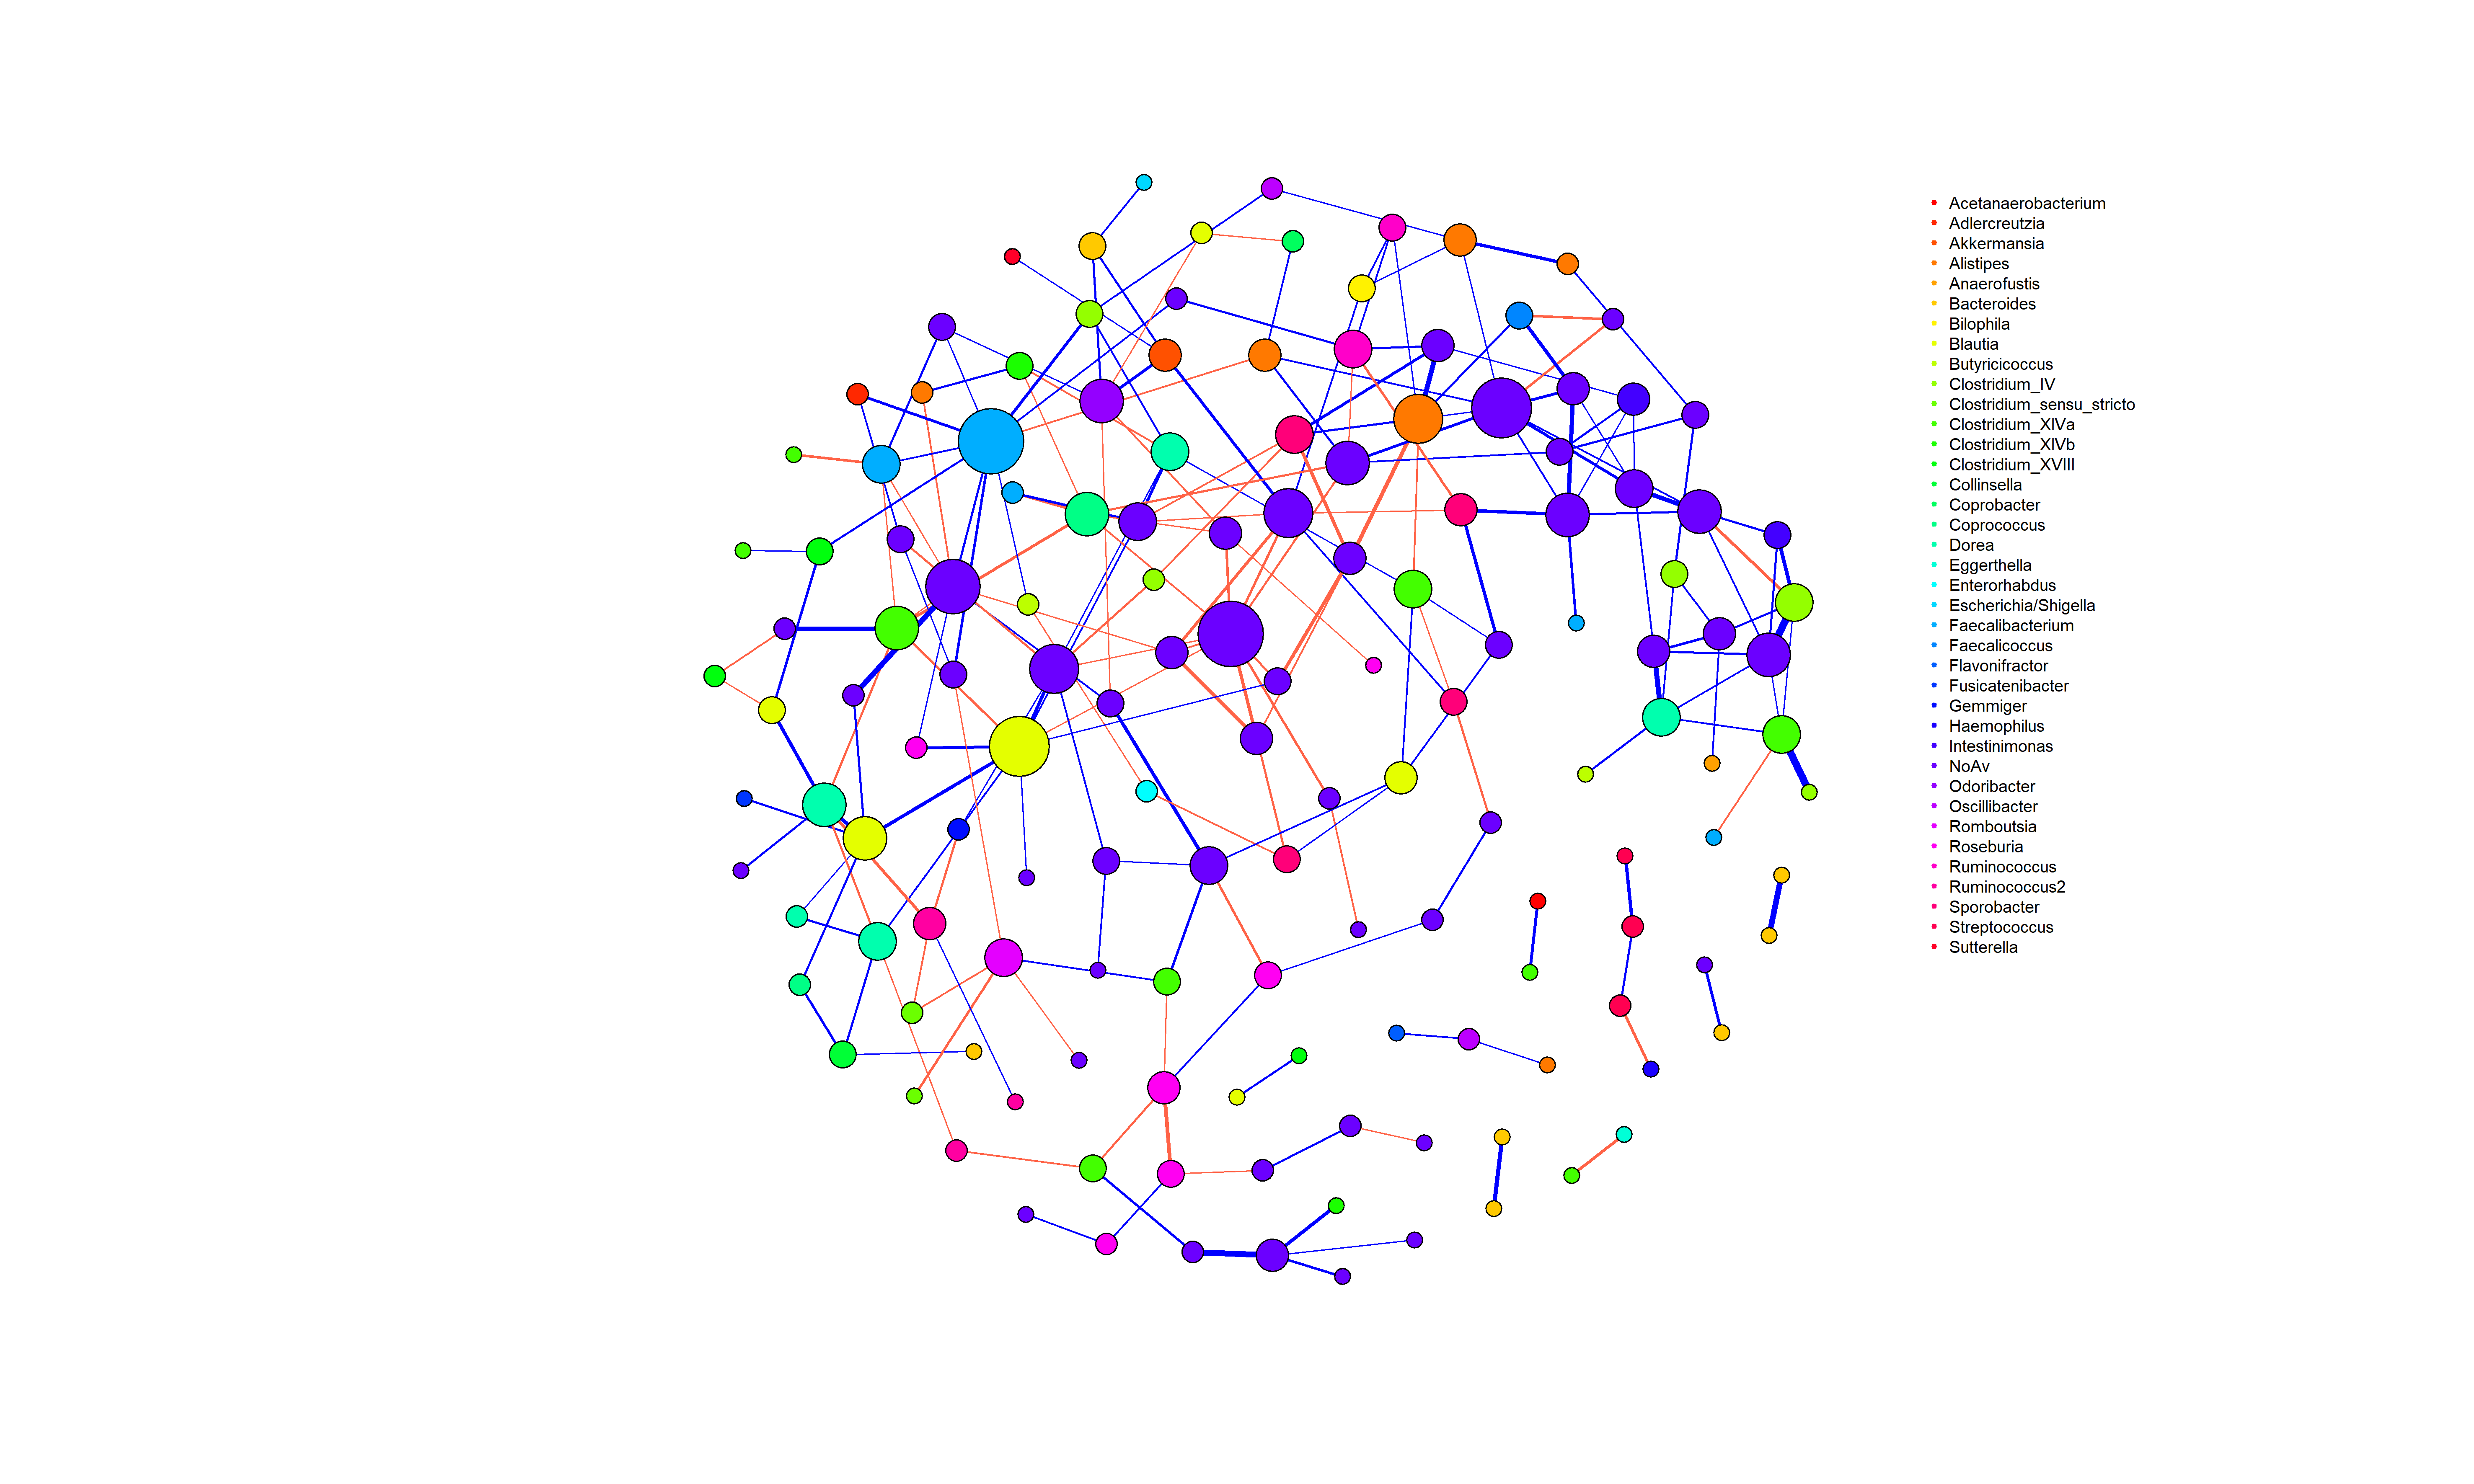 Acetanaerobacterium
Adlercreutzia
Akkermansia
Alistipes
Anaerofustis
Bacteroides
Bilophila
Blautia
Butyricicoccus
Clostridium_IV
Clostridium_sensu_stricto
Clostridium_XlVa
Clostridium_XlVb
Clostridium_XVIII
Collinsella
Coprobacter
Coprococcus
Dorea
Eggerthella
Enterorhabdus
Escherichia/Shigella
Faecalibacterium
Faecalicoccus
Flavonifractor
Fusicatenibacter
Gemmiger
Haemophilus
Intestinimonas
NoAv
Odoribacter
Oscillibacter
Romboutsia
Roseburia
Ruminococcus
Ruminococcus2
Sporobacter
Streptococcus
Sutterella